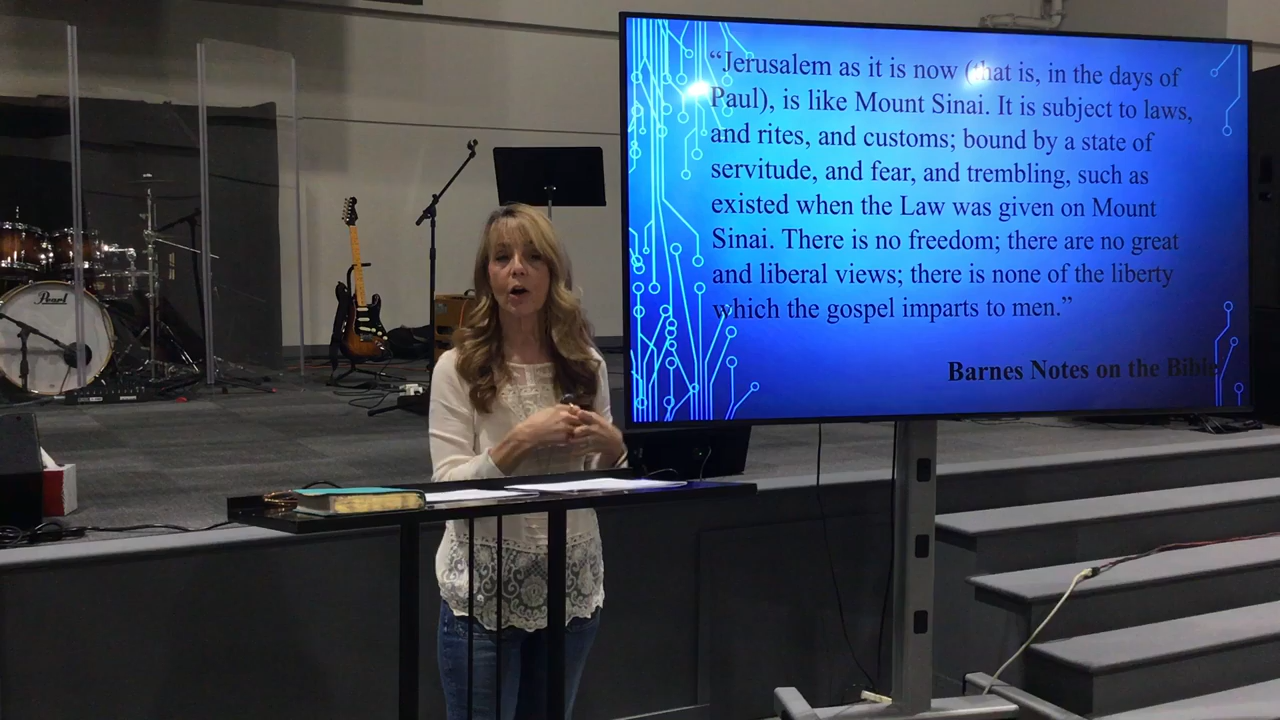 “Jerusalem as it is now (that is, in the days of
Paul), is like Mount Sinai. It is subject to laws,
and rites, and customs; bound by a state of
servitude, and fear, and trembling, such as
existed when the Law was given on Mount
Sinai. There is no freedom; there are no great
and liberal views; there is none of the liberty
which the gospel imparts to men.”
Barnes Notes on the Bible
Pearl